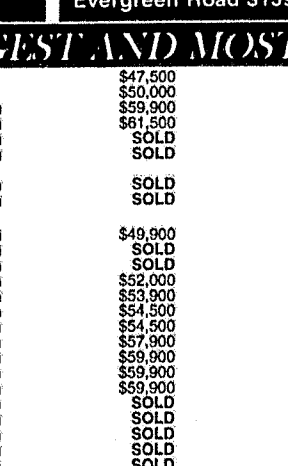 Evergreen Road
GEST AND MOST
$47,500
$50,000
$59,900
$61,500
SOLD
SOLD
SOLD
SOLD
$49,900
SOLD
SOLD
$52,000
$53,900
$54,500
$54,500
$57,900
$59,900
$59,900
$59,900
SOLD
SOLD
SOLD
SOLD
SOLD